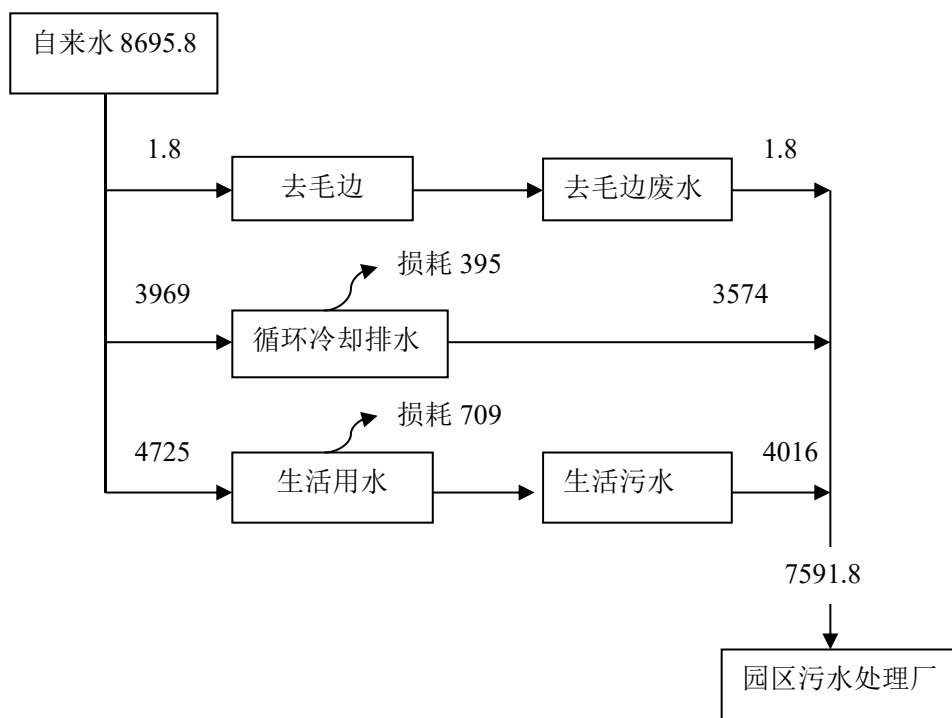 自来水 8695.8
1.8
1.8
去毛边
去毛边废水
损耗 395
3969
3574
循环冷却排水
损耗 709
4725
4016
生活用水
生活污水
7591.8
园区污水处理厂